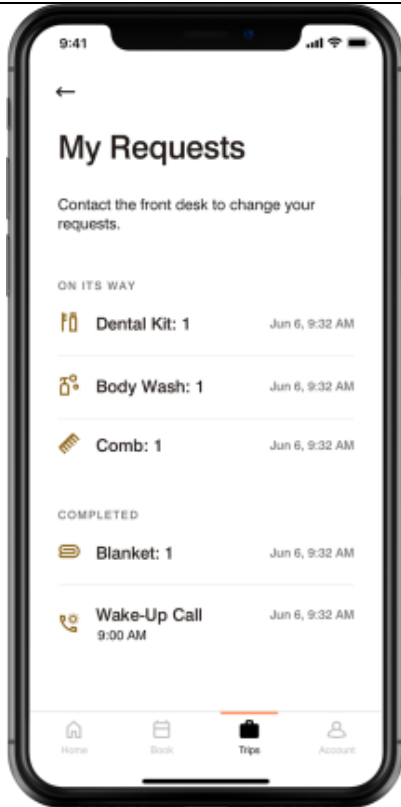 9:41
My Requests
Contact the front desk to change your
requests.
ON ITS WAY
Dental Kit: 1 Jun 6, 9:32 AM
Body Wash: 1 Jun 6, 9:32 AM
Comb: 1 Jun 6, 9:32 AM
COMPLETED
Blanket: 1 Jun 6, 9:32 AM
Wake-Up Call Jun 6, 9:32 AM
9:00 AM
Home Book Trips Account